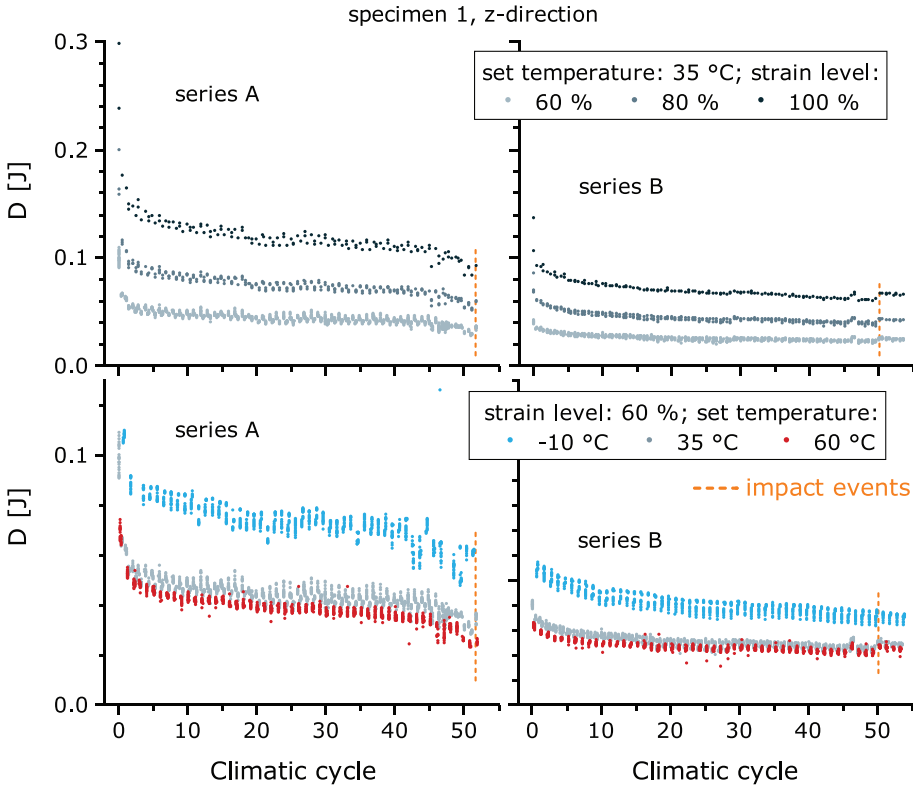 specimen 1, z-direction
0.3
0.2
0.1
0.0
D [J]
series A
set temperature: 35 °C; strain level:
60 % 80 % 100 %
series B
0.1
0.0
D [J]
series A
strain level: 60 %; set temperature:
-10 °C 35 °C 60 °C
impact events
series B
0 10 20 30 40 50
0 10 20 30 40 50
Climatic cycle
Climatic cycle